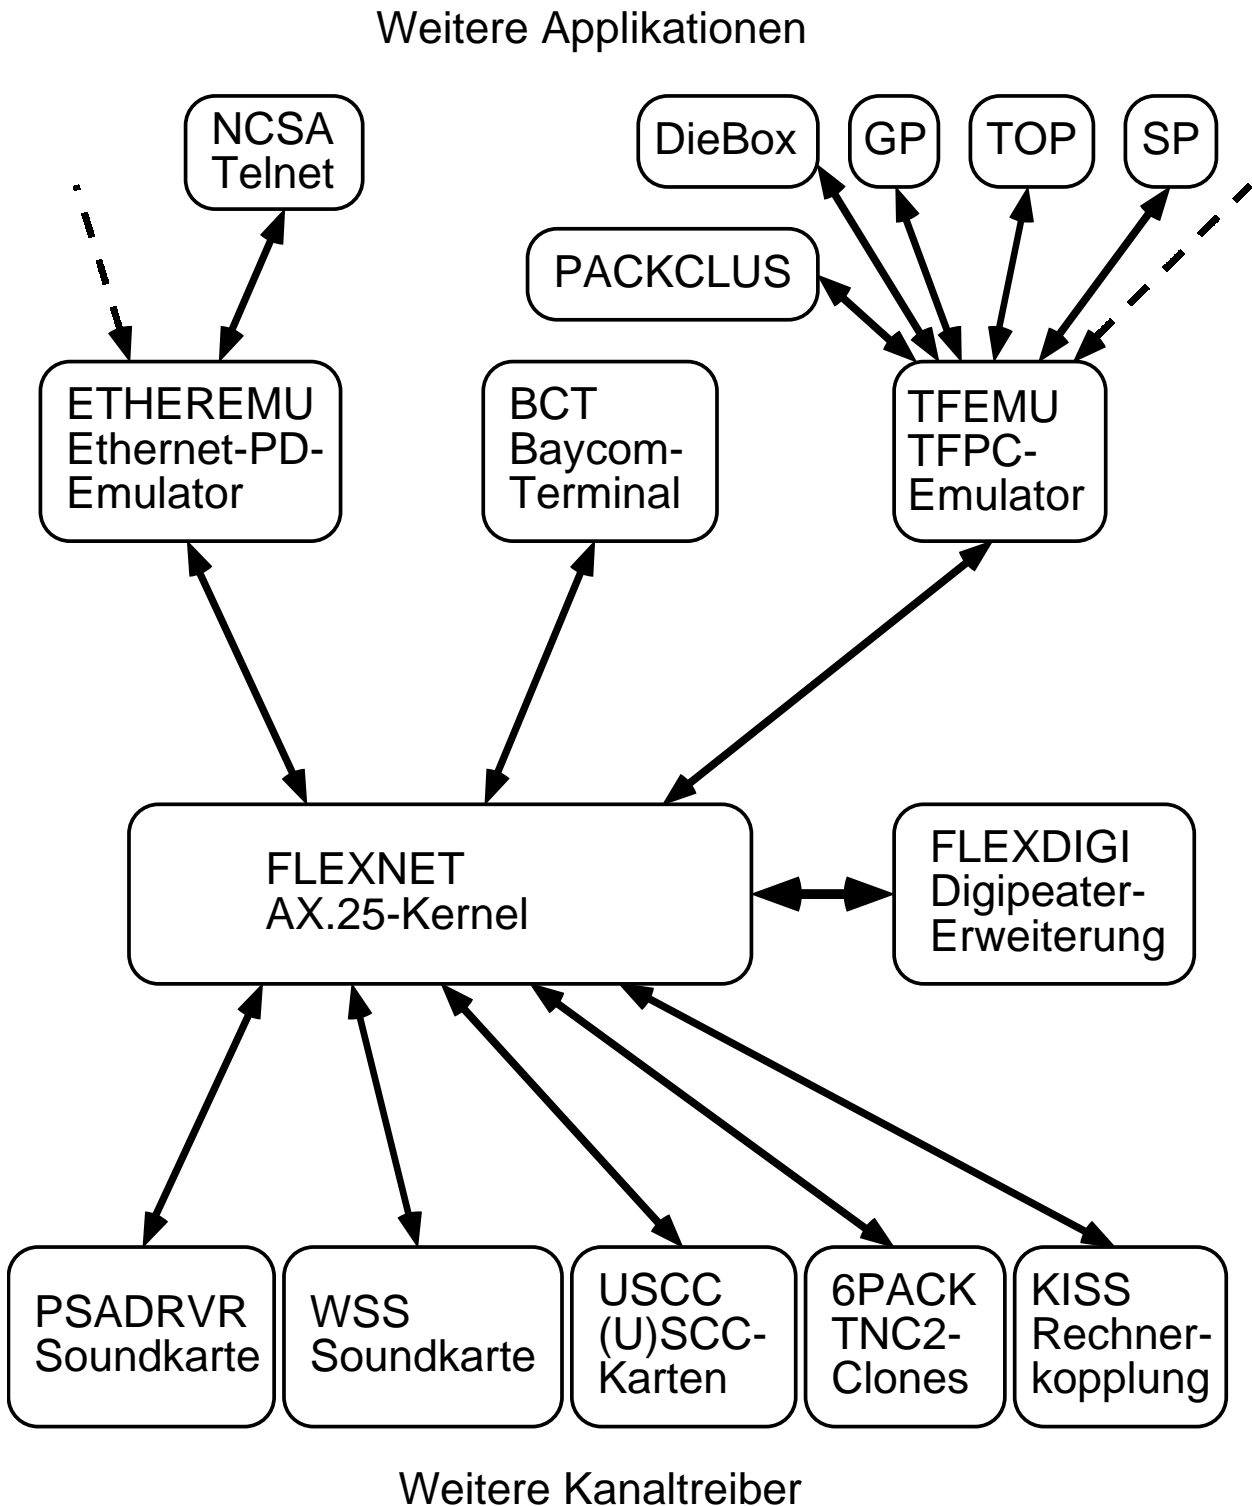 Weitere Applikationen
NCSA
Telnet
DieBox
GP
TOP
SP
PACKCLUS
ETHEREMU
Ethernet-PD-
Emulator
BCT
Baycom-
Terminal
TFEMU
TFPC-
Emulator
FLEXNET
AX.25-Kernel
FLEXDIGI
Digipeater-
Erweiterung
PSADRVR
Soundkarte
WSS
Soundkarte
USCC
(U)SCC-
Karten
6PACK
TNC2-
Clones
KISS
Rechner-
kopplung
Weitere Kanaltreiber